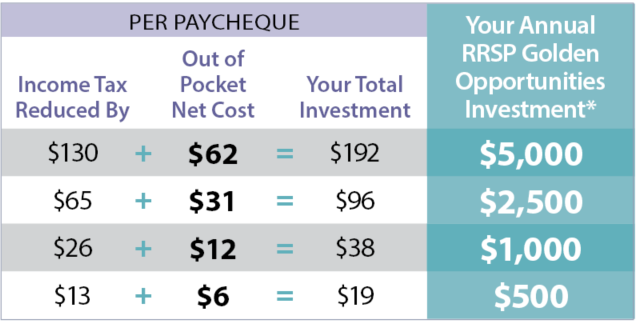 PER PAYCHEQUE
Your Annual
RRSP Golden
Opportunities
Investment*
Income Tax
Reduced By
Out of
Pocket
Net Cost
Your Total
Investment
$130 + $62 = $192 $5,000
$65 + $31 = $96 $2,500
$26 + $12 = $38 $1,000
$13 + $6 = $19 $500